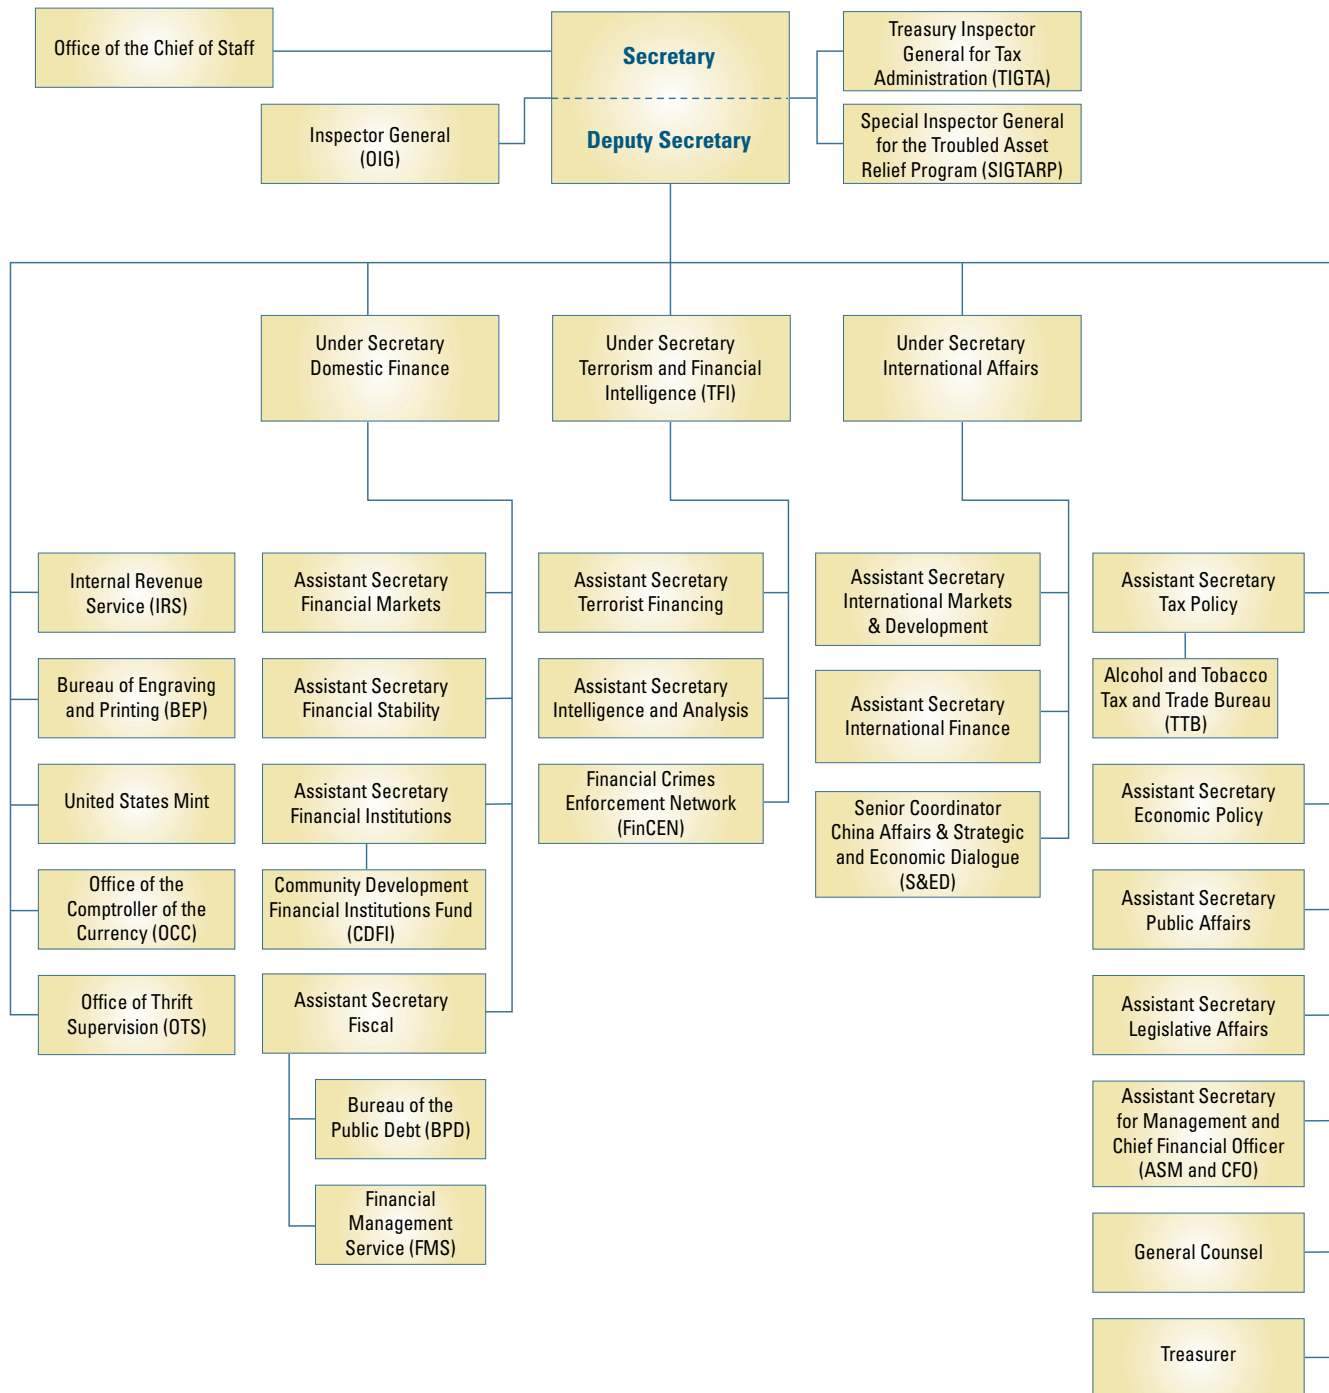 Office of the Chief of Staff
Secretary
Deputy Secretary
Treasury Inspector
General for Tax
Administration (TIGTA)
Inspector General
(OIG)
Special Inspector General
for the Troubled Asset
Relief Program (SIGTARP)
Under Secretary
Domestic Finance
Under Secretary
Terrorism and Financial
Intelligence (TFI)
Under Secretary
International Affairs
Internal Revenue
Service (IRS)
Bureau of Engraving
and Printing (BEP)
United States Mint
Office of the
Comptroller of the
Currency (OCC)
Office of Thrift
Supervision (OTS)
Assistant Secretary
Financial Markets
Assistant Secretary
Financial Stability
Assistant Secretary
Financial Institutions
Community Development
Financial Institutions Fund
(CDFI)
Assistant Secretary
Fiscal
Bureau of the
Public Debt (BPD)
Financial
Management
Service (FMS)
Assistant Secretary
Terrorist Financing
Assistant Secretary
Intelligence and Analysis
Financial Crimes
Enforcement Network
(FinCEN)
Assistant Secretary
International Markets
& Development
Assistant Secretary
International Finance
Senior Coordinator
China Affairs & Strategic
and Economic Dialogue
(S&ED)
Assistant Secretary
Tax Policy
Alcohol and Tobacco
Tax and Trade Bureau
(TTB)
Assistant Secretary
Economic Policy
Assistant Secretary
Public Affairs
Assistant Secretary
Legislative Affairs
Assistant Secretary
for Management and
Chief Financial Officer
(ASM and CFO)
General Counsel
Treasurer